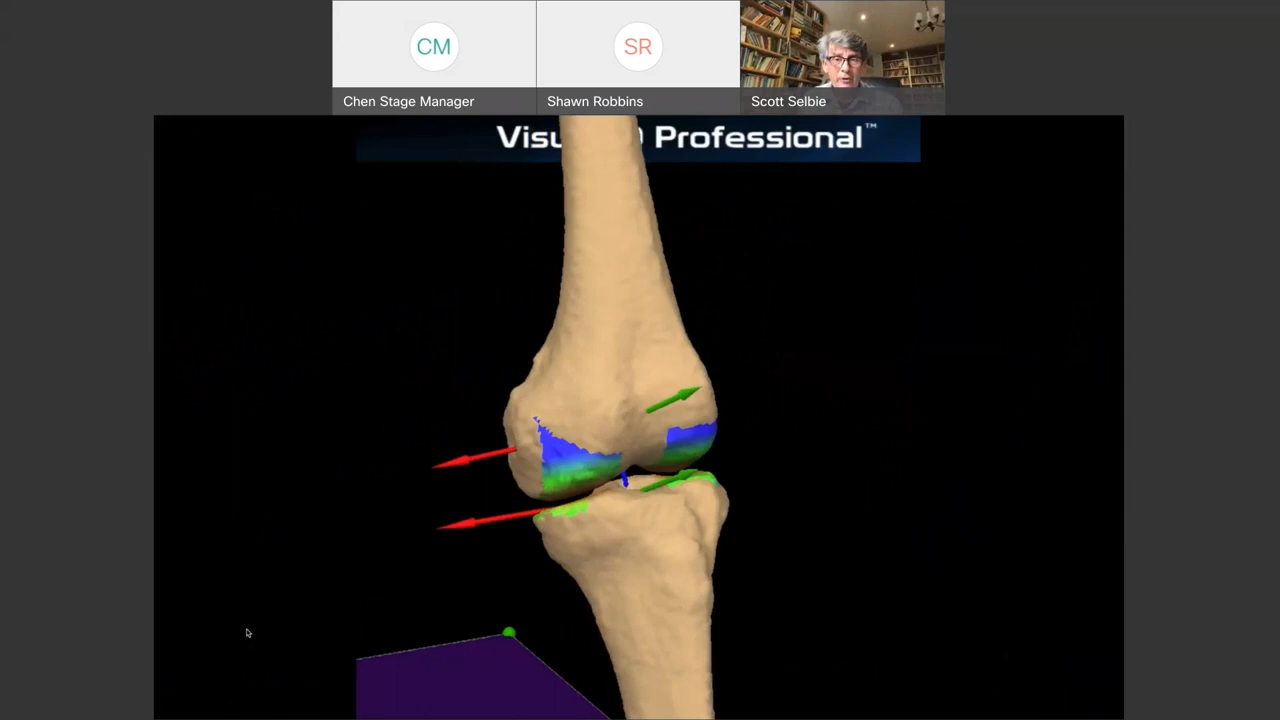 CM
SR
Chen Stage Manager
Shawn Robbins
Scott Selbie
Professional™